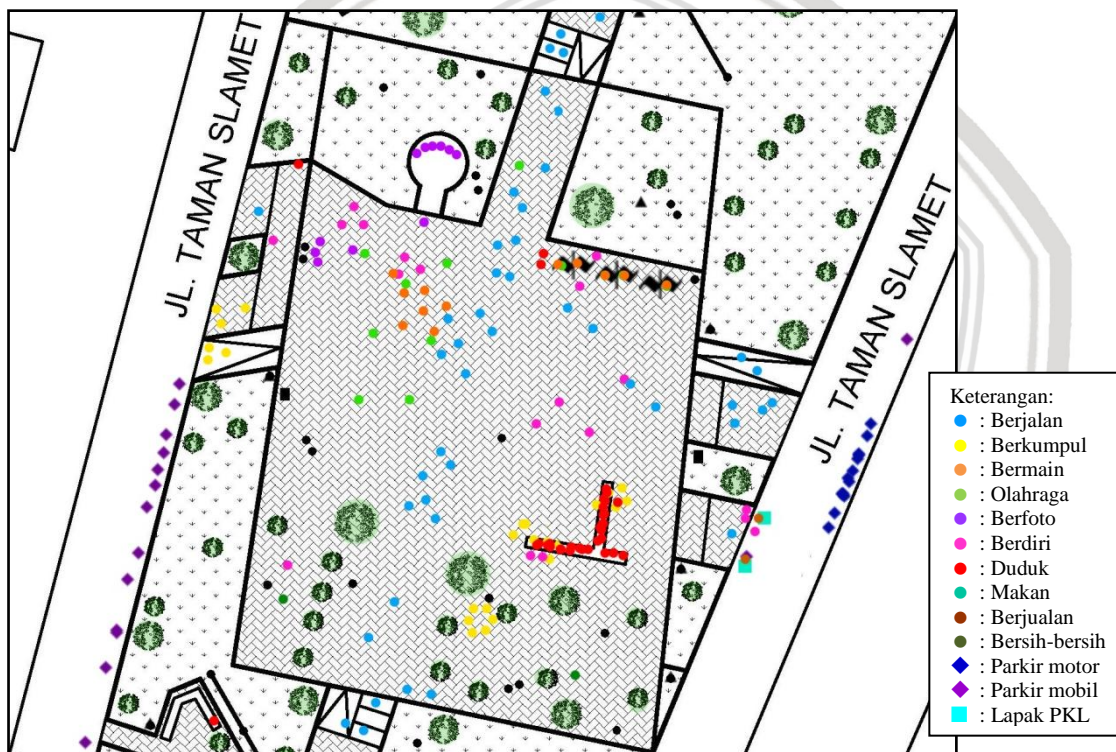 JL. TAMAN SLAMET
JL. TAMAN SLAMET
Keterangan:
: Berjalan
: Berkumpul
: Bermain
: Olahraga
: Berfoto
: Berdiri
: Duduk
: Makan
: Berjualan
: Bersih-bersih
: Parkir motor
: Parkir mobil
: Lapak PKL